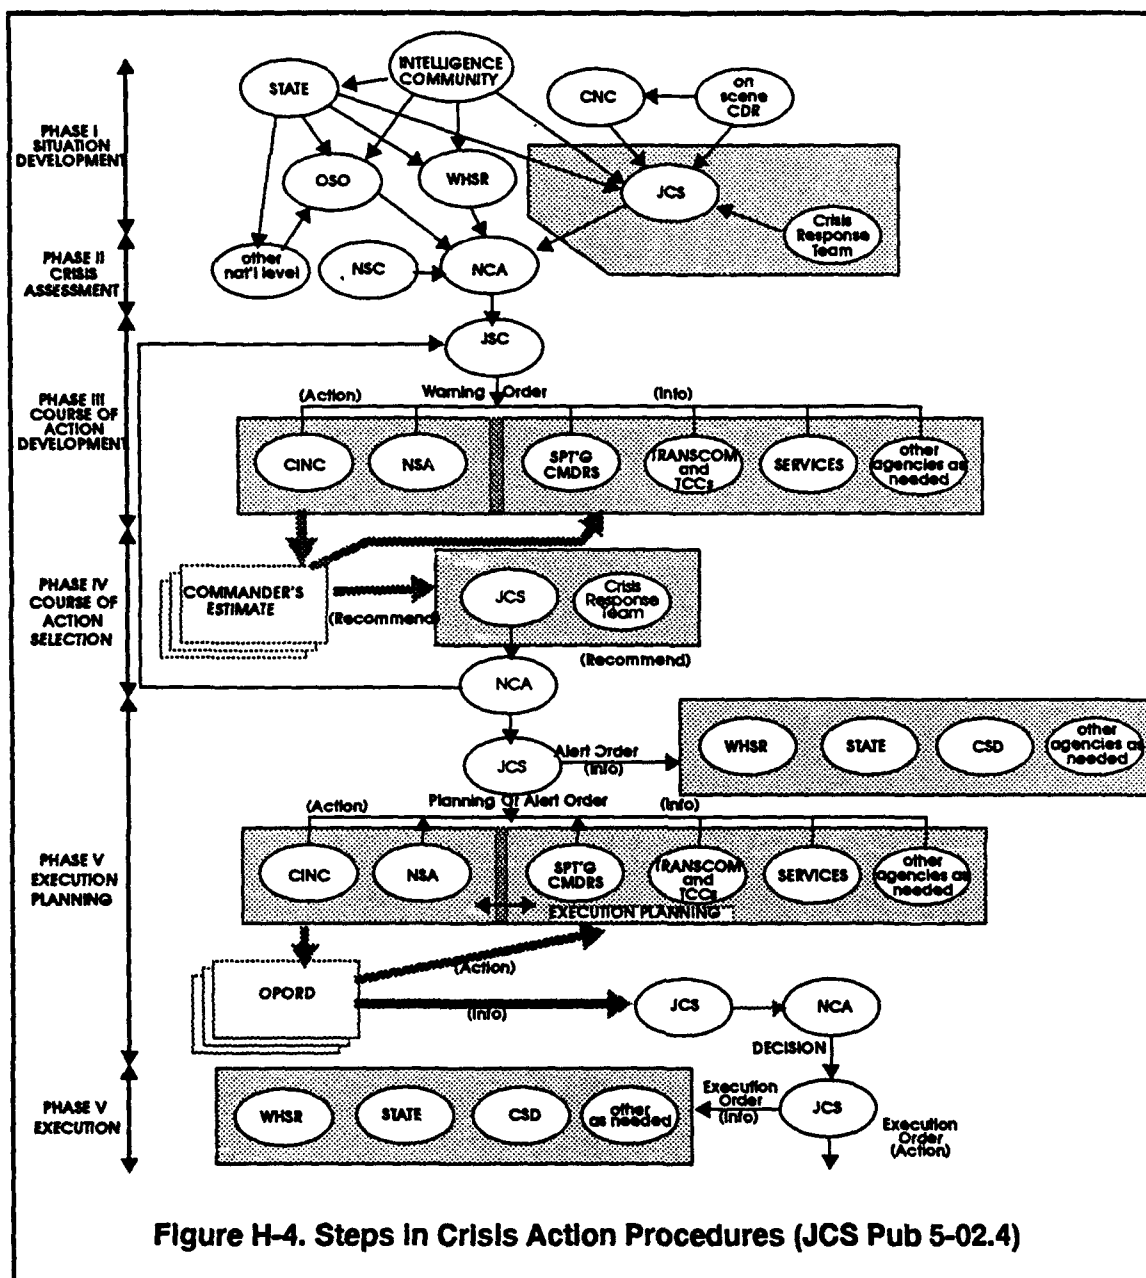 PHASE I
SITUATION
DEVELOPMENT
STATE
INTELLIGENCE
COMMUNITY
CNC
on
scene
CDR
OSO
WHSR
JCS
Crisis
Response
Team
PHASE II
CRISIS
ASSESSMENT
other
nat'l level
NSC
NCA
JSC
PHASE III
COURSE OF
ACTION
DEVELOPMENT
(Action)
Warning Order
(Info)
CINC
NSA
SPT'G
CMDRS
TRANSCOM
and
TCCs
SERVICES
other
agencies as
needed
PHASE IV
COURSE OF
ACTION
SELECTION
COMMANDER'S
ESTIMATE
(Recommend)
JCS
Crisis
Response
Team
(Recommend)
NCA
JCS
Alert Order
(Info)
WHSR
STATE
CSD
other
agencies as
needed
PHASE V
EXECUTION
PLANNING
(Action)
Planning Or Alert Order
(Info)
CINC
NSA
SPT'G
CMDRS
TRANSCOM
and
TCCs
SERVICES
other
agencies as
needed
EXECUTION PLANNING
OPORD
(Action)
(Info)
JCS
NCA
DECISION
PHASE V
EXECUTION
WHSR
STATE
CSD
other
as needed
Execution
Order
(Info)
JCS
Execution
Order
(Action)
Figure H-4. Steps in Crisis Action Procedures (JCS Pub 5-02.4)